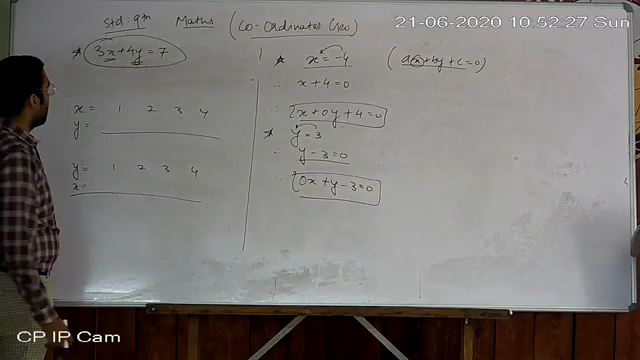 Std. 9th Maths (Co-Ordinates Geo)
21-06-2020 10:52:27 Sun
* 3x+4y=7
x= 1 2 3 4
y=
y= 1 2 3 4
x=
* x=-4 (ax+by+c=0)
∴ x+4=0
∴ x+0y+4=0
* y=3
∴ y-3=0
∴ 0x+y-3=0
CP IP Cam